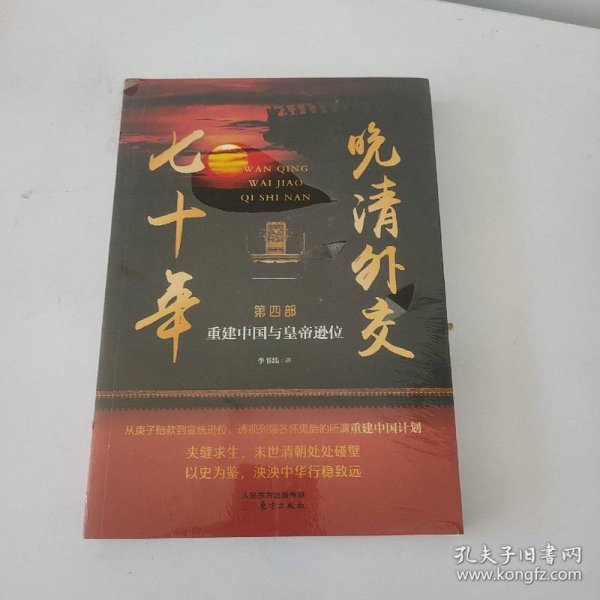 晚清外交
七十年
WAN QING
WAI JIAO
QI SHI NAN
第四部
重建中国与皇帝逊位
李书纬 著
从庚子赔款到宣统逊位，透视列强各怀鬼胎的所谓重建中国计划
夹缝求生，末世清朝处处碰壁
以史为鉴，泱泱中华行稳致远
人民东方出版传媒
东方出版社
孔夫子旧书网
www.kongfz.com